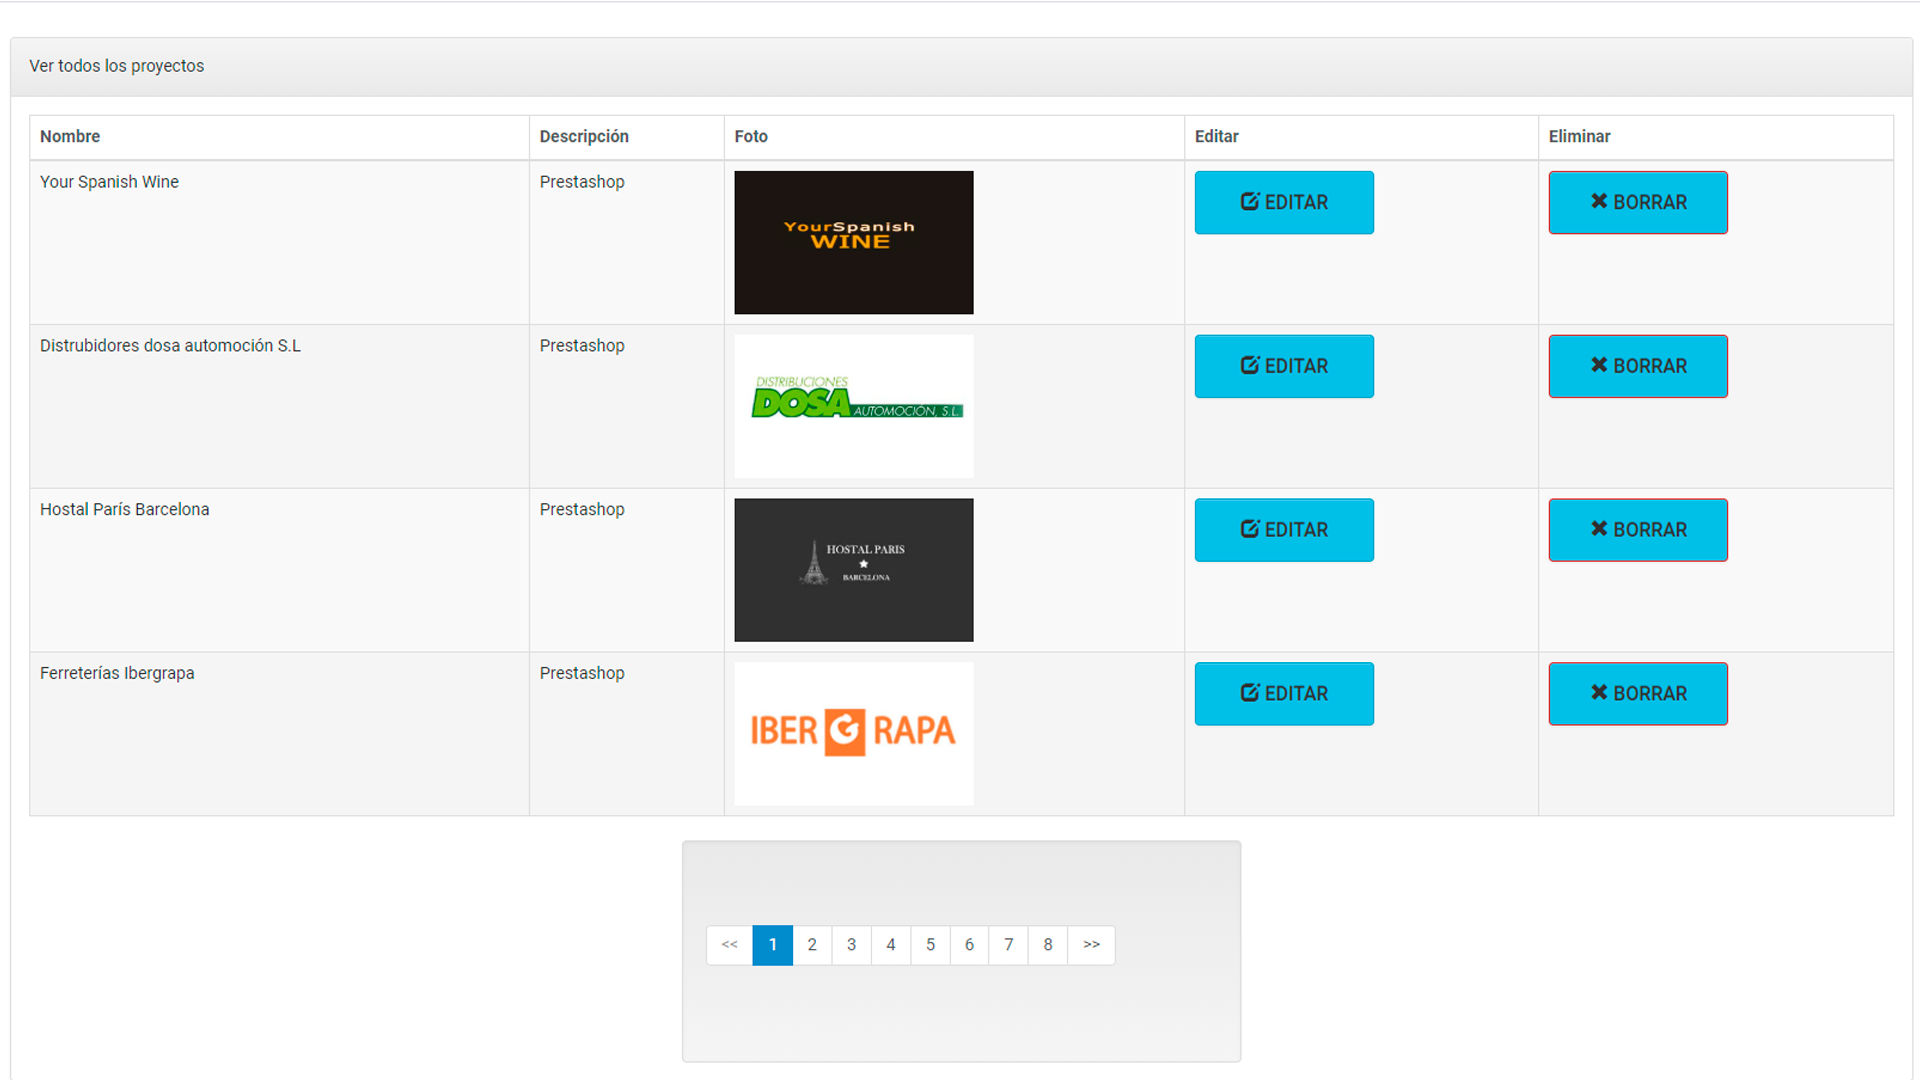 Ver todos los proyectos
Nombre Descripción Foto Editar Eliminar
Your Spanish Wine Prestashop EDITAR BORRAR
YourSpanish
WINE
Distrubidores dosa automoción S.L Prestashop EDITAR BORRAR
DISTRIBUCIONES
DOSA AUTOMOCIÓN, S.L.
Hostal París Barcelona Prestashop EDITAR BORRAR
HOSTAL PARIS
BARCELONA
Ferreterías Ibergrapa Prestashop EDITAR BORRAR
IBER G RAPA
<< 1 2 3 4 5 6 7 8 >>